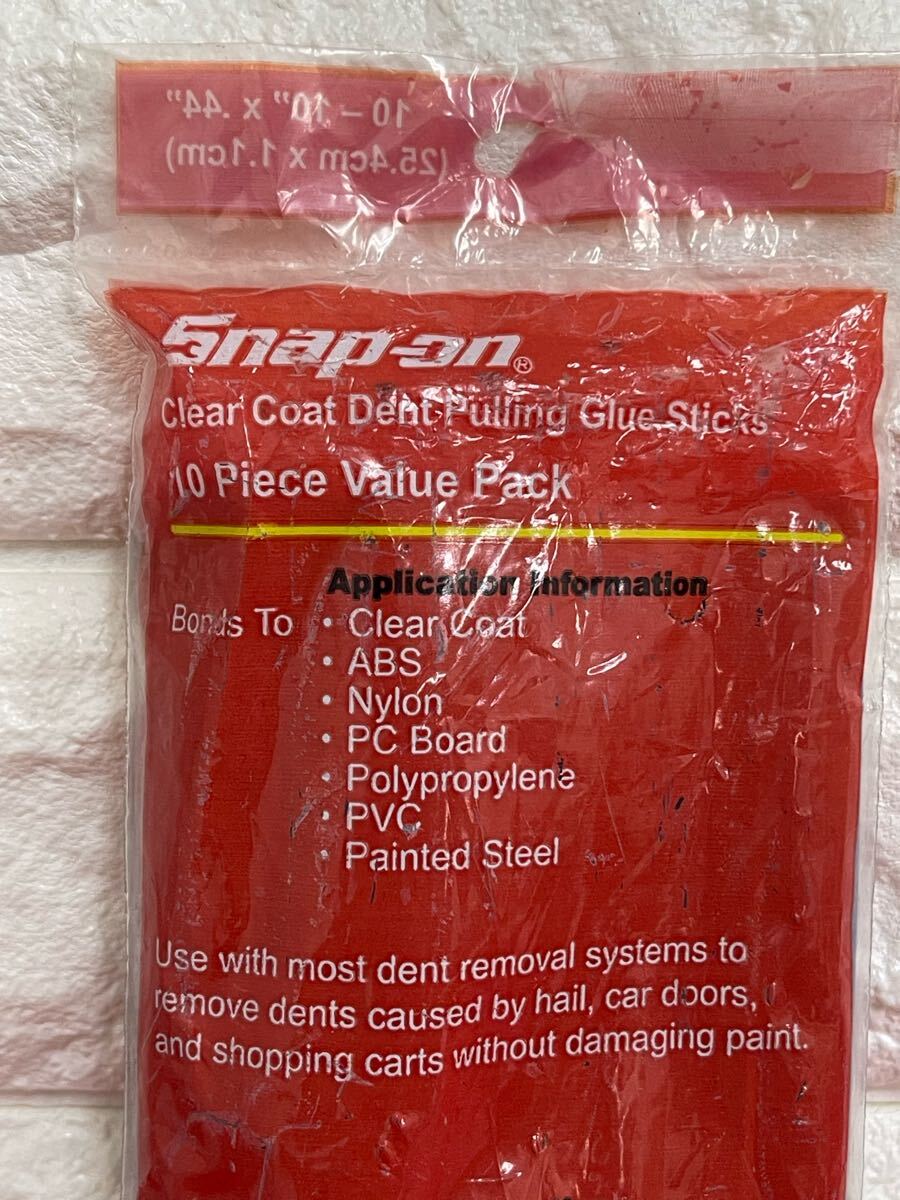 10 – 10" x .44"
(25.4cm x 1.1cm)
Snap-on®
Clear Coat Dent Pulling Glue Sticks
10 Piece Value Pack
Application Information
Bonds To • Clear Coat
• ABS
• Nylon
• PC Board
• Polypropylene
• PVC
• Painted Steel
Use with most dent removal systems to
remove dents caused by hail, car doors,
and shopping carts without damaging paint.